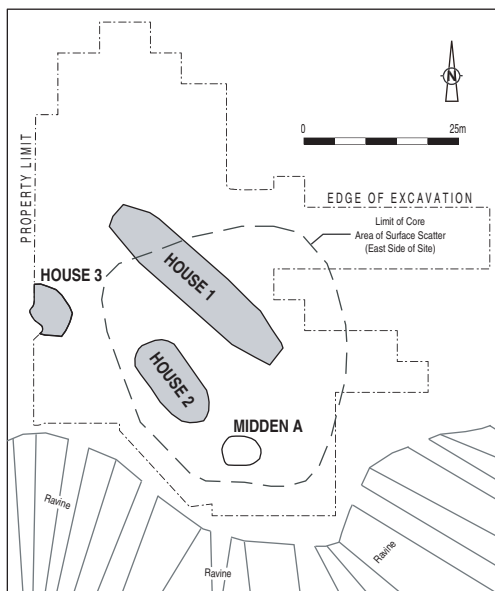 N
0 25m
PROPERTY LIMIT
EDGE OF EXCAVATION
Limit of Core
Area of Surface Scatter
(East Side of Site)
HOUSE 1
HOUSE 3
HOUSE 2
MIDDEN A
Ravine
Ravine
Ravine